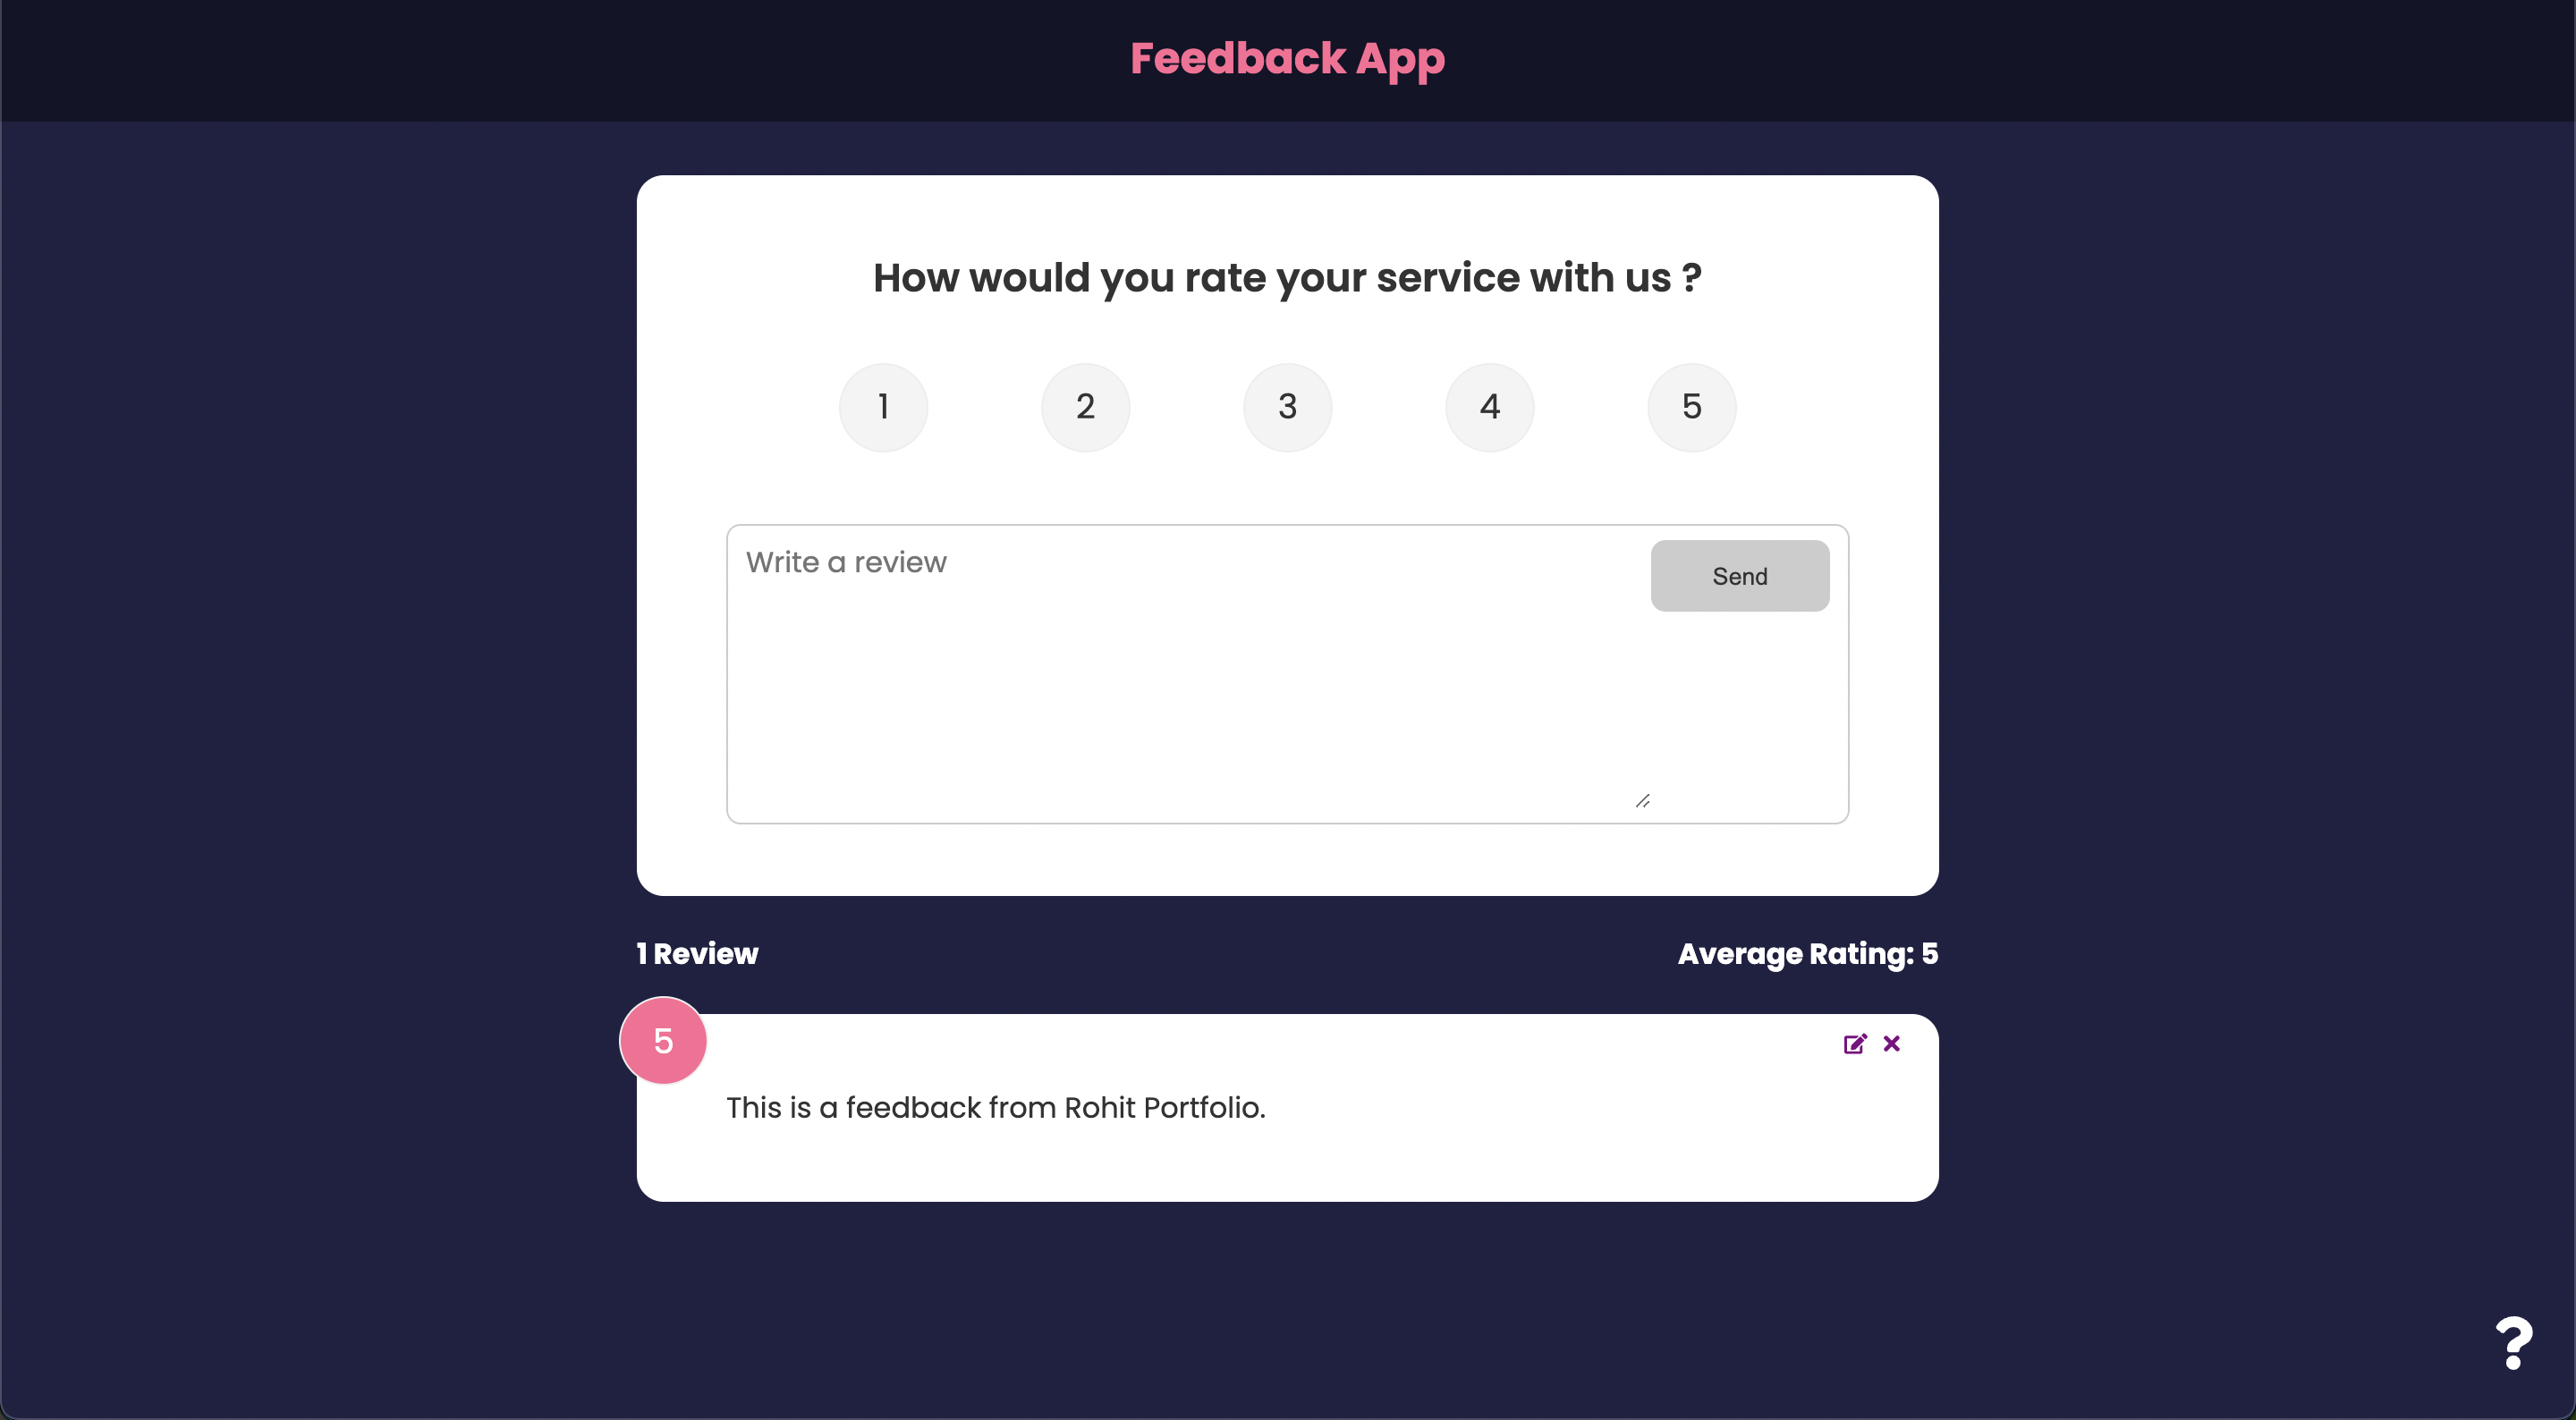 Feedback App
How would you rate your service with us ?
1 2 3 4 5
Write a review
Send
1 Review
Average Rating: 5
5
This is a feedback from Rohit Portfolio.
?